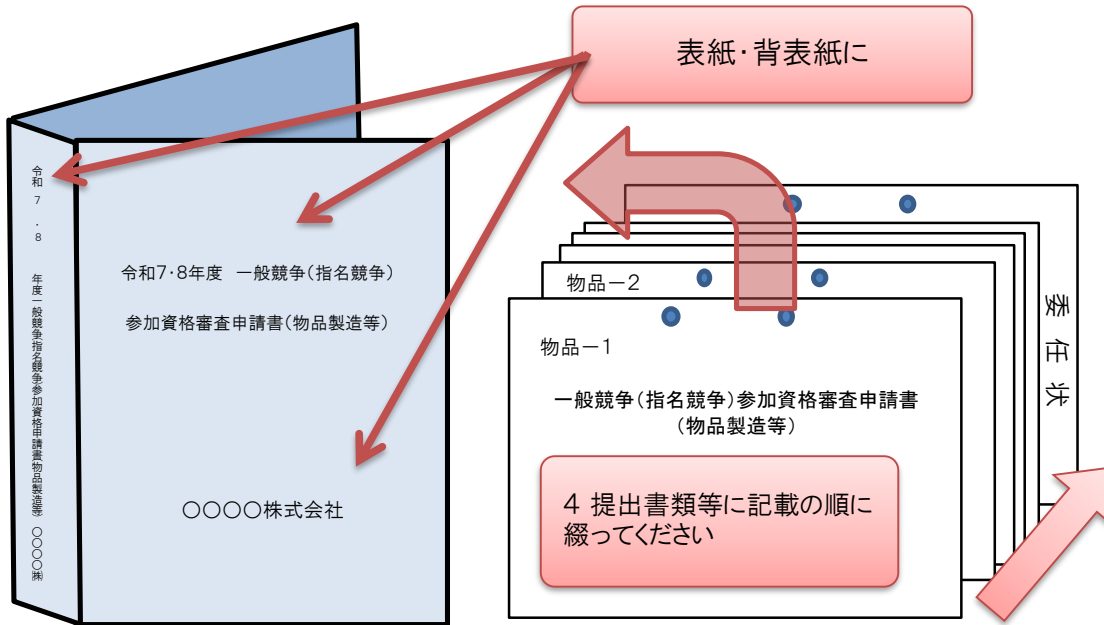 表紙・背表紙に
令和 7 ・8 年度一般競争指名競争参加資格申請書物品製造等) 〇〇〇〇㈱
令和7・8年度 一般競争(指名競争)
参加資格審査申請書(物品製造等)
〇〇〇〇株式会社
委任状
物品－2
物品－1
一般競争(指名競争)参加資格審査申請書
(物品製造等)
4 提出書類等に記載の順に
綴ってください